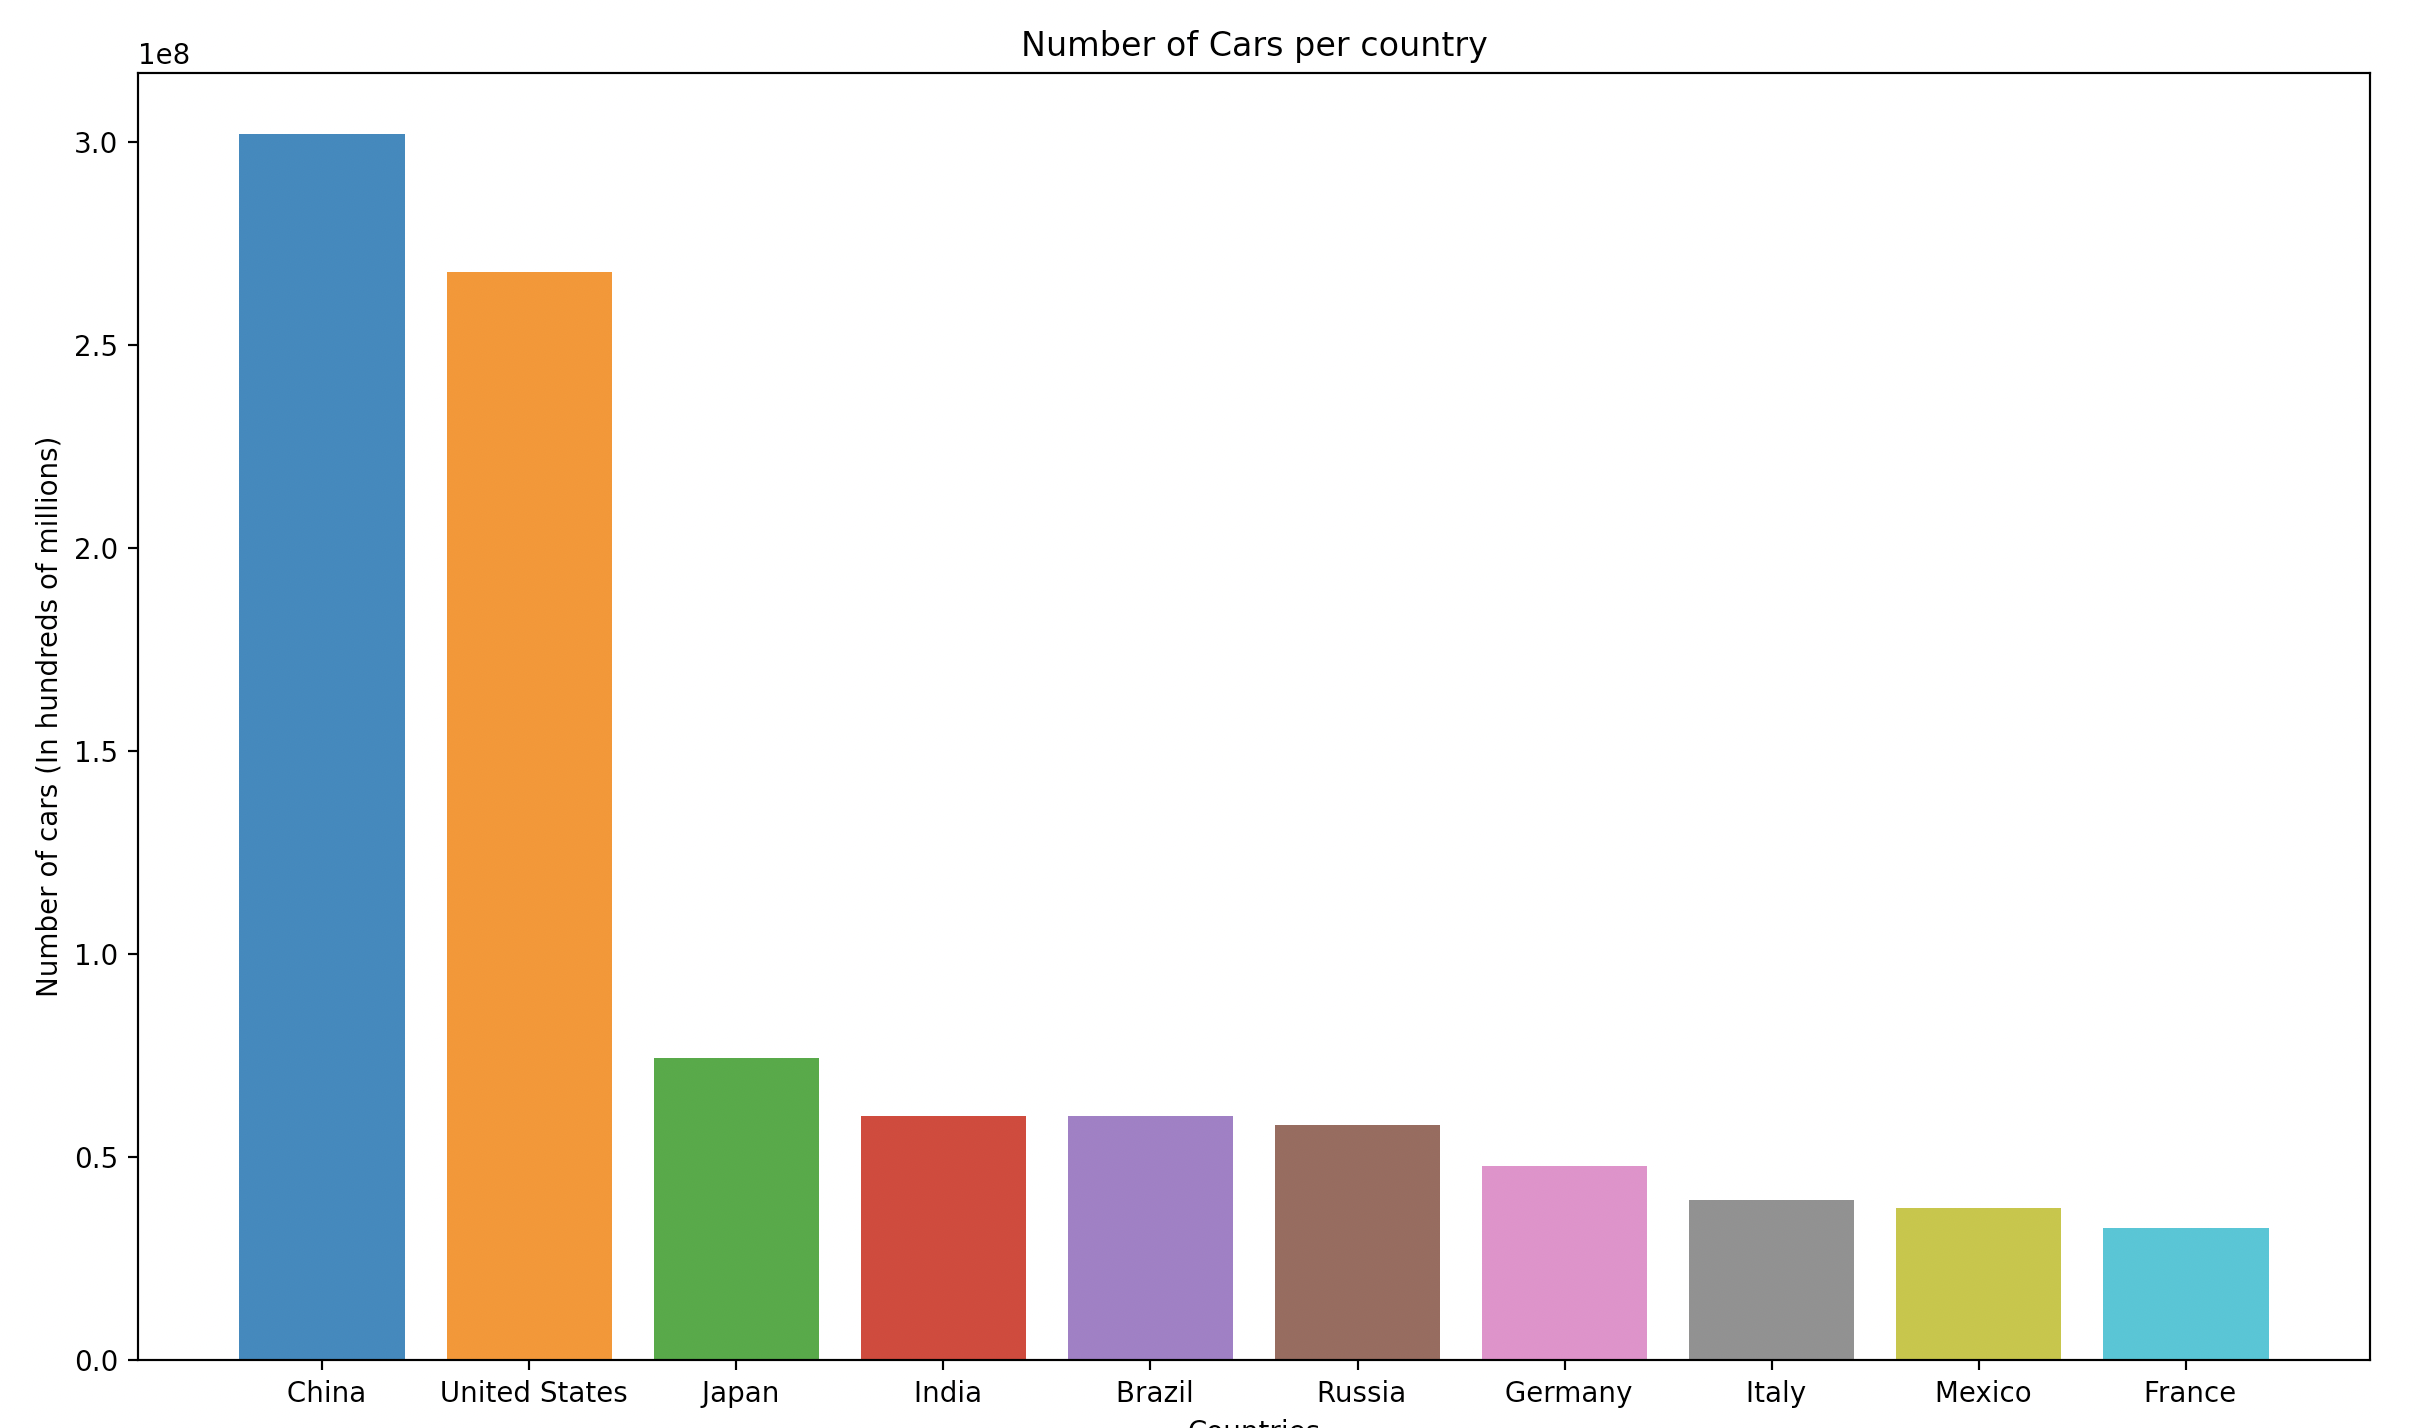 Number of Cars per country
1e8
3.0
2.5
2.0
1.5
1.0
0.5
0.0
Number of cars (In hundreds of millions)
China United States Japan India Brazil Russia Germany Italy Mexico France
Countries